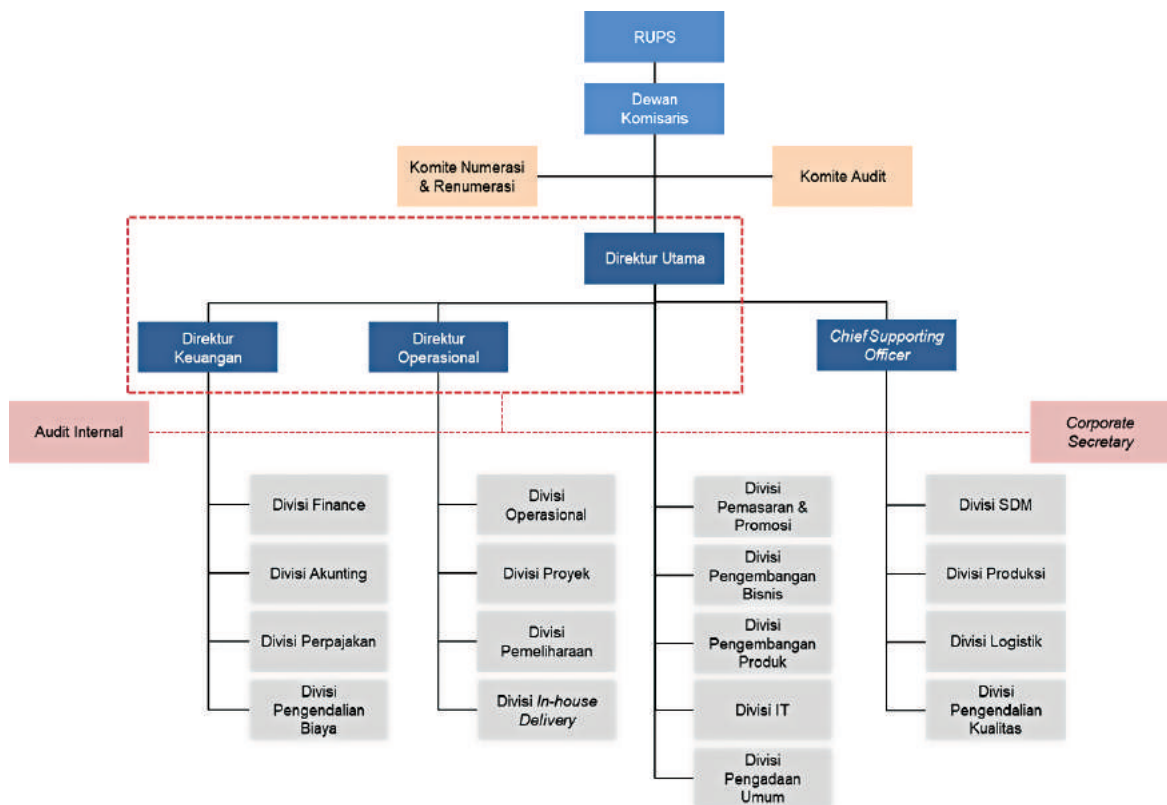 RUPS
Dewan
Komisaris
Komite Numerasi
& Renumerasi
Komite Audit
Direktur Utama
Direktur
Keuangan
Direktur
Operasional
Chief Supporting
Officer
Audit Internal
Corporate
Secretary
Divisi Finance
Divisi Akunting
Divisi Perpajakan
Divisi
Pengendalian
Biaya
Divisi
Operasional
Divisi Proyek
Divisi
Pemeliharaan
Divisi In-house
Delivery
Divisi
Pemasaran &
Promosi
Divisi
Pengembangan
Bisnis
Divisi
Pengembangan
Produk
Divisi IT
Divisi
Pengadaan
Umum
Divisi SDM
Divisi Produksi
Divisi Logistik
Divisi
Pengendalian
Kualitas